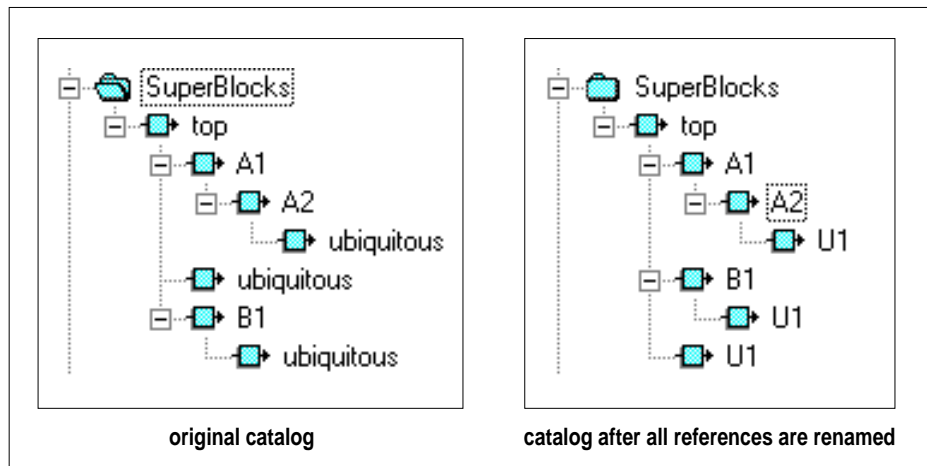 SuperBlocks
top
A1
A2
ubiquitous
ubiquitous
B1
ubiquitous
original catalog
SuperBlocks
top
A1
A2
U1
B1
U1
U1
catalog after all references are renamed